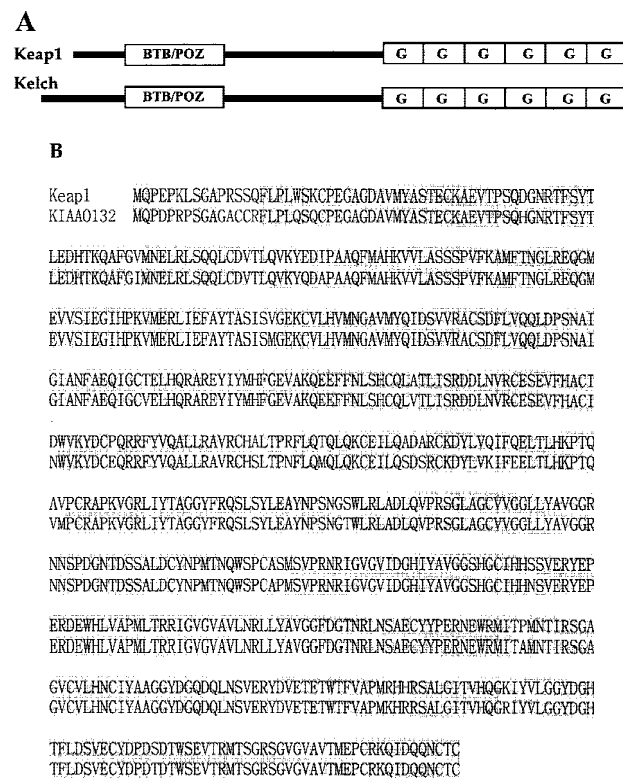 A
Keap1 BTB/POZ G G G G G G
Kelch
BTB/POZ G G G G G G
B
Keap1 MQPEPKLSGAPRSSQFLPLWSKCPEGAGDAVMYASTECKAEVTPSQDGNRTFSYT
KIAA0132 MQPDPRPSGAGACCRFLPLQSQCPEGAGDAVMYASTECKAEVTPSQHGNRTFSYT
LEDHTKQAFGVMNELRLSQQLCDVTLQVKYEDIPAAQFMAHKVVLASSSPVFKAMFTNGLREQGM
LEDHTKQAFGIMNELRLSQQLCDVTLQVKYQDAPAAQFMAHKVVLASSSPVFKAMFTNGLREQGM
EVVSIEGIHPKVMERLIEFAYTASISVGEKCVLHVMNGAVMYQIDSVVRACSDFLVQQLDPSNAI
EVVSIEGIHPKVMERLIEFAYTASISMGEKCVLHVMNGAVMYQIDSVVRACSDFLVQQLDPSNAI
GIANFAEQIGCTELHQRAREYIYMHFGEVAKQEEFFNLSHCQLATLISRDDLNVRCESEVFHACI
GIANFAEQIGCVELHQRAREYIYMHFGEVAKQEEFFNLSHCQLVTLISRDDLNVRCESEVFHACI
DWVKYDCPQRRFYVQALLRAVRCHALTPRFLQTQLQKCEILQADARCKDYLVQIFQELTLHKPTQ
NWVKYDCEQRRFYVQALLRAVRCHSLTPNFLQMQLQKCEILQSDSRCKDYLVKIFEELTLHKPTQ
AVPCRAPKVGRLIYTAGGYFRQSLSYLEAYNPSNGSWLRLADLQVPRSGLAGCVVGGLLYAVGGR
VMPCRAPKVGRLIYTAGGYFRQSLSYLEAYNPSNGTWLRLADLQVPRSGLAGCVVGGLLYAVGGR
NNSPDGNTDSSALDCYNPMTNQWSPCASMSVPRNRIGVGVIDGHIYAVGGSHGCIHHSSVERYEP
NNSPDGNTDSSALDCYNPMTNQWSPCAPMSVPRNRIGVGVIDGHIYAVGGSHGCIHHNSVERYEP
ERDEWHLVAPMLTRRIGVGVAVLNRLLYAVGGFDGTNRLNSAECYYPERNEWRMITPMNTIRSGA
ERDEWHLVAPMLTRRIGVGVAVLNRLLYAVGGFDGTNRLNSAECYYPERNEWRMITAMNTIRSGA
GVCVLHNCIYAAGGYDGQDQLNSVERYDVETETWTFVAPMRHHRSALGITVHQGKIYVLGGYDGH
GVCVLHNCIYAAGGYDGQDQLNSVERYDVETETWTFVAPMKHRRSALGITVHQGRIYVLGGYDGH
TFLDSVECYDPDSDTWSEVTRMTSGRSGVGVAVTMEPCRKQIDQQNCTC
TFLDSVECYDPDTDTWSEVTRMTSGRSGVGVAVTMEPCRKQIDQQNCTC